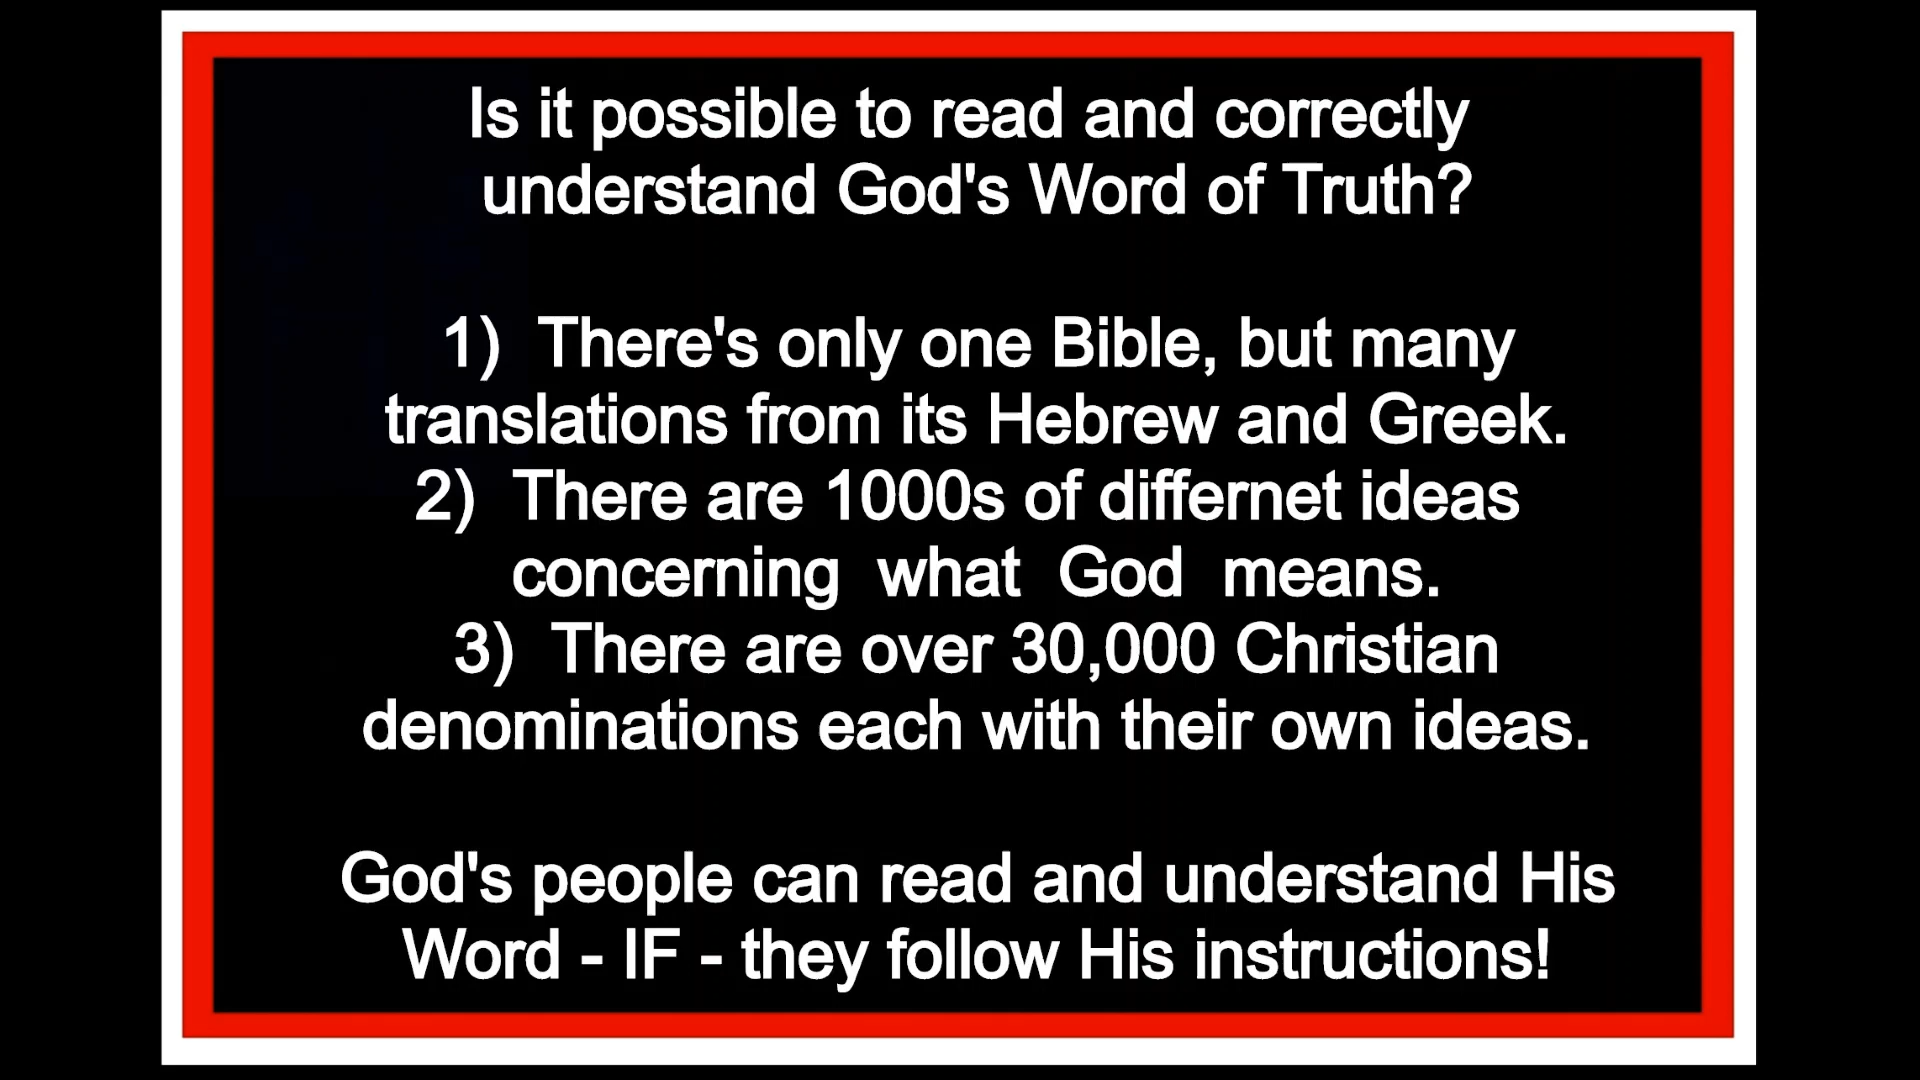 Is it possible to read and correctly
understand God's Word of Truth?
1)  There's only one Bible, but many
translations from its Hebrew and Greek.
2)  There are 1000s of differnet ideas
concerning  what  God  means.
3)  There are over 30,000 Christian
denominations each with their own ideas.
God's people can read and understand His
Word - IF - they follow His instructions!